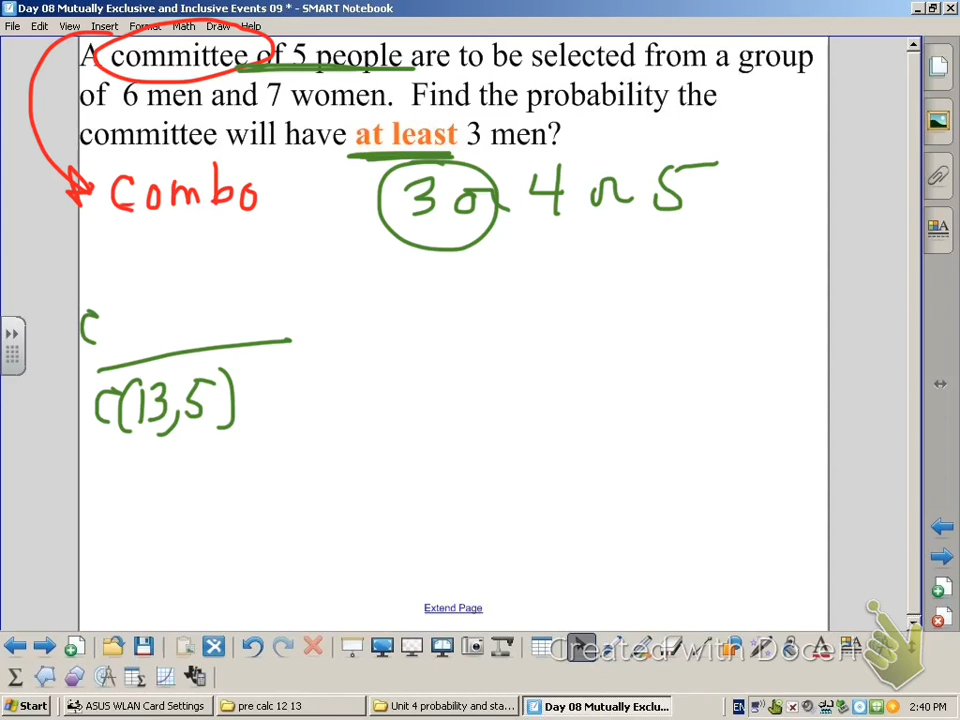 Day 08 Mutually Exclusive and Inclusive Events 09 * - SMART Notebook
File Edit View Insert Format Math Draw Help
A committee of 5 people are to be selected from a group
of 6 men and 7 women. Find the probability the
committee will have at least 3 men?
Combo 3 or 4 or 5
C
C(13,5)
Extend Page
Created with Doceri
Start ASUS WLAN Card Settings pre calc 12 13 Unit 4 probability and sta... Day 08 Mutually Exclu... EN 2:40 PM